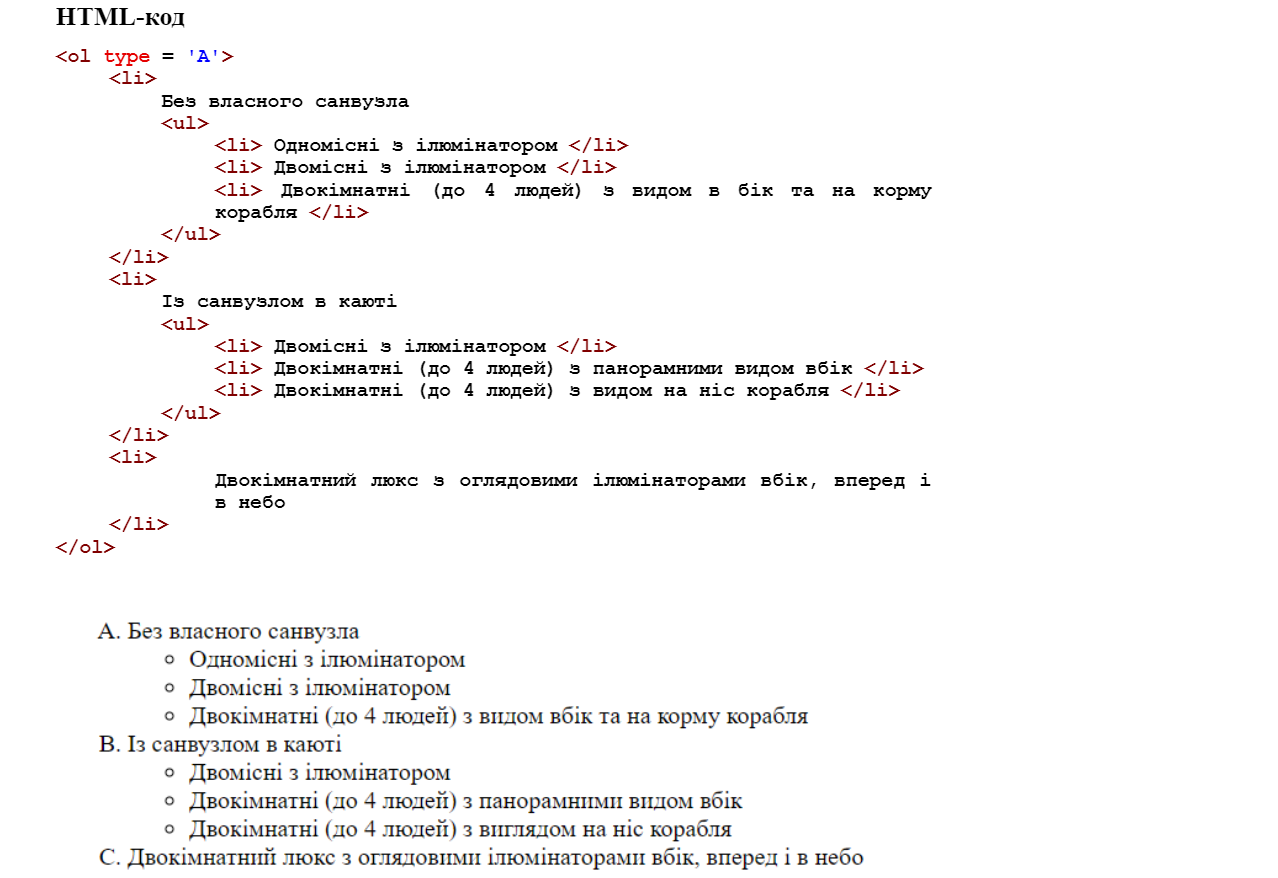 HTML-код
<ol type = 'A'>
<li>
Без власного санвузла
<ul>
<li> Одномісні з ілюмінатором </li>
<li> Двомісні з ілюмінатором </li>
<li> Двокімнатні (до 4 людей) з видом в бік та на корму
корабля </li>
</ul>
</li>
<li>
Із санвузлом в каюті
<ul>
<li> Двомісні з ілюмінатором </li>
<li> Двокімнатні (до 4 людей) з панорамними видом вбік </li>
<li> Двокімнатні (до 4 людей) з видом на ніс корабля </li>
</ul>
</li>
<li>
Двокімнатний люкс з оглядовими ілюмінаторами вбік, вперед і
в небо
</li>
</ol>
A. Без власного санвузла
○ Одномісні з ілюмінатором
○ Двомісні з ілюмінатором
○ Двокімнатні (до 4 людей) з видом вбік та на корму корабля
B. Із санвузлом в каюті
○ Двомісні з ілюмінатором
○ Двокімнатні (до 4 людей) з панорамними видом вбік
○ Двокімнатні (до 4 людей) з виглядом на ніс корабля
C. Двокімнатний люкс з оглядовими ілюмінаторами вбік, вперед і в небо